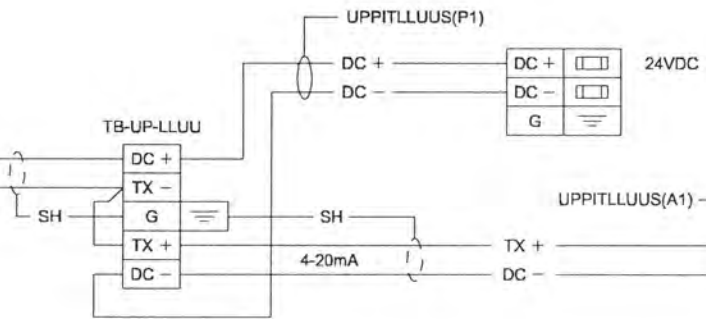 UPPITLLUUS(P1)
DC + DC + 24VDC
DC − DC −
G
TB-UP-LLUU
DC +
TX −
UPPITLLUUS(A1)
SH G SH
TX + TX +
4-20mA
DC − DC −